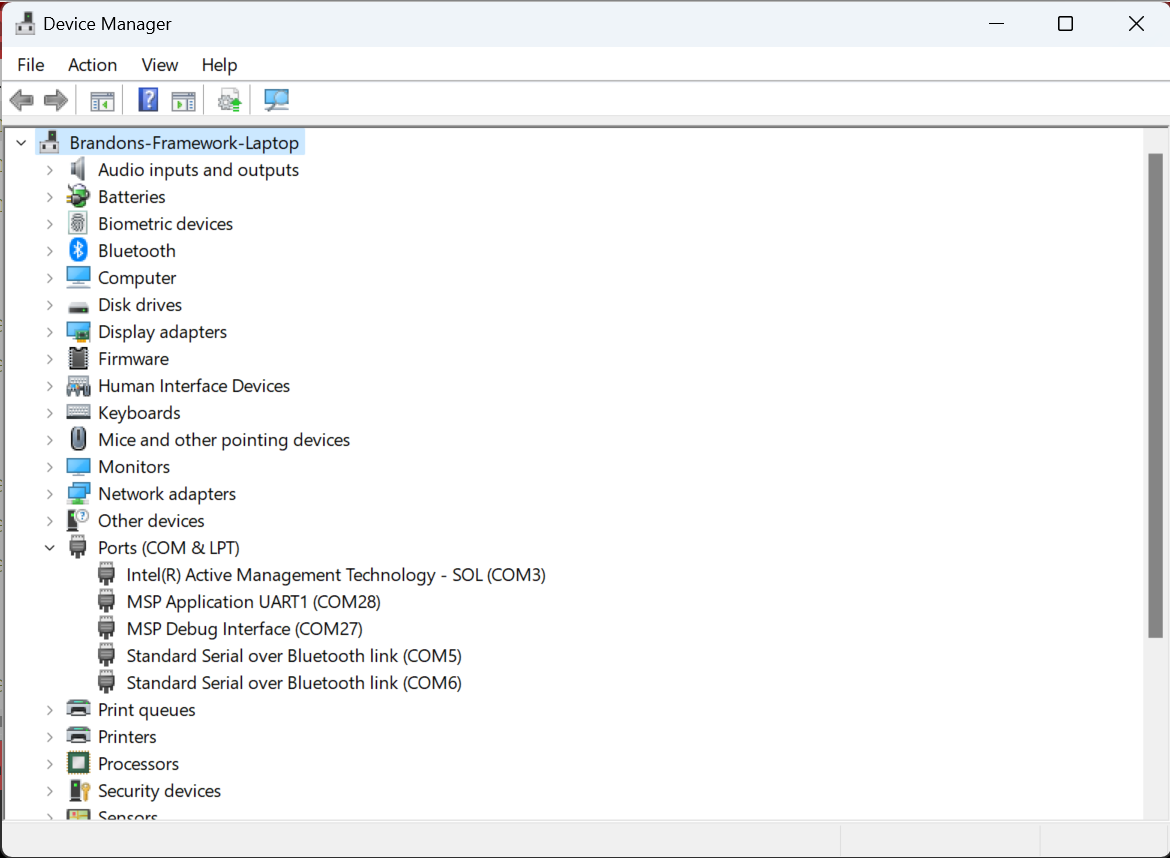 Device Manager
File Action View Help
Brandons-Framework-Laptop
Audio inputs and outputs
Batteries
Biometric devices
Bluetooth
Computer
Disk drives
Display adapters
Firmware
Human Interface Devices
Keyboards
Mice and other pointing devices
Monitors
Network adapters
Other devices
Ports (COM & LPT)
Intel(R) Active Management Technology - SOL (COM3)
MSP Application UART1 (COM28)
MSP Debug Interface (COM27)
Standard Serial over Bluetooth link (COM5)
Standard Serial over Bluetooth link (COM6)
Print queues
Printers
Processors
Security devices
Sensors